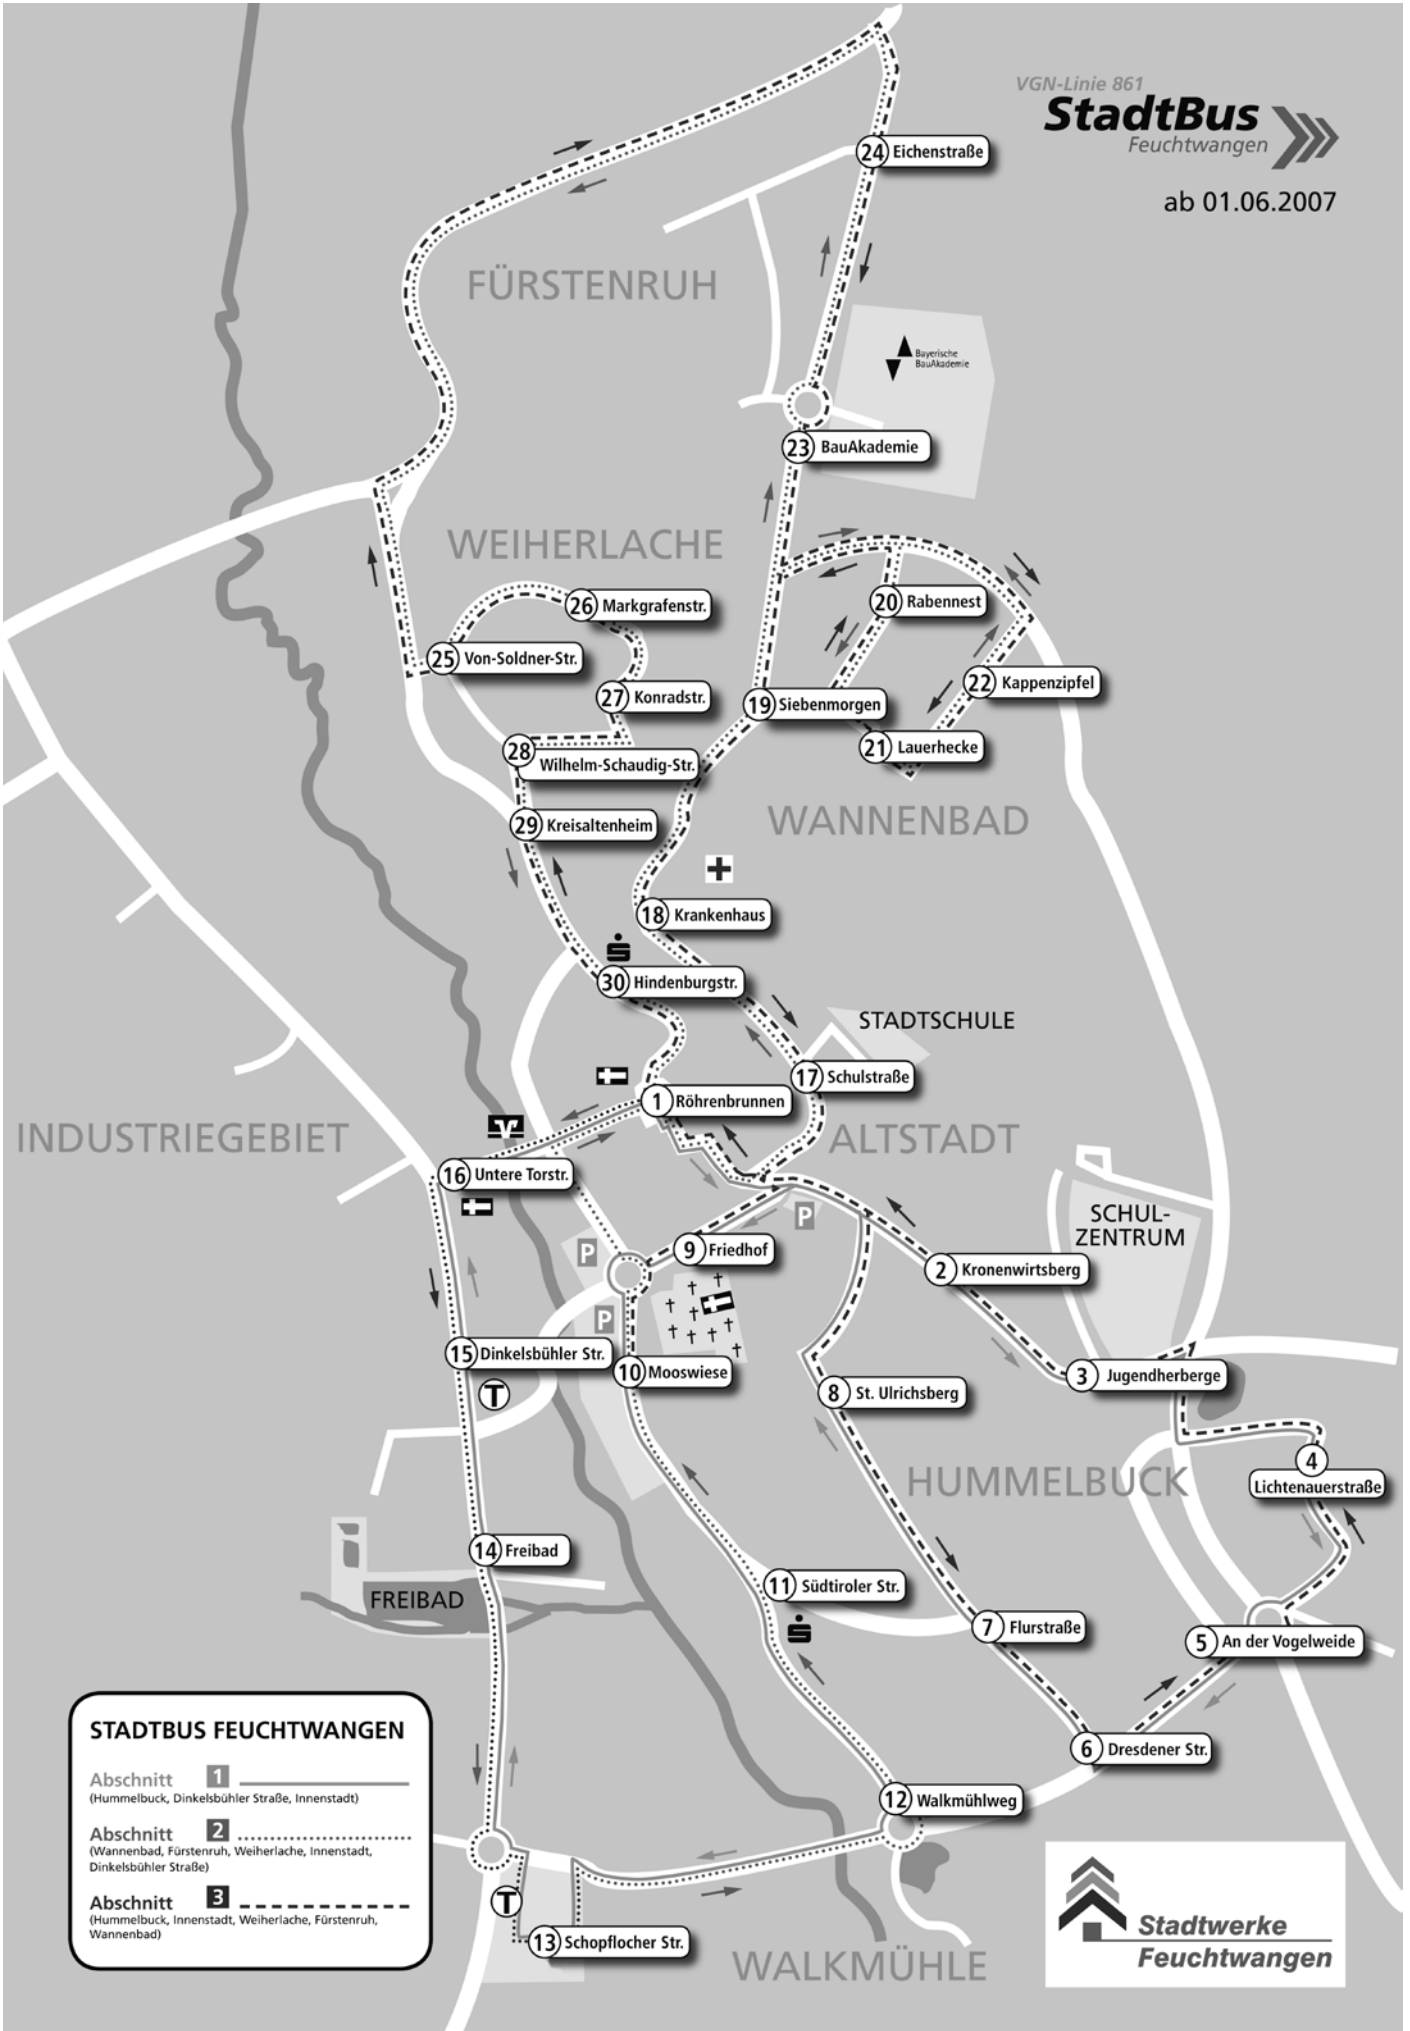 VGN-Linie 861
StadtBus
Feuchtwangen
ab 01.06.2007
24 Eichenstraße
FÜRSTENRUH
Bayerische
BauAkademie
23 BauAkademie
WEIHERLACHE
26 Markgrafenstr.
20 Rabennest
25 Von-Soldner-Str.
22 Kappenzipfel
27 Konradstr.
19 Siebenmorgen
21 Lauerhecke
28
Wilhelm-Schaudig-Str.
WANNENBAD
29 Kreisaltenheim
18 Krankenhaus
30 Hindenburgstr.
STADTSCHULE
17 Schulstraße
1 Röhrenbrunnen
INDUSTRIEGEBIET
ALTSTADT
16 Untere Torstr.
P
SCHUL-
ZENTRUM
9 Friedhof
P
2 Kronenwirtsberg
P
15 Dinkelsbühler Str.
10 Mooswiese
3 Jugendherberge
T
8 St. Ulrichsberg
4
Lichtenauerstraße
HUMMELBUCK
14 Freibad
11 Südtiroler Str.
FREIBAD
7 Flurstraße
5 An der Vogelweide
6 Dresdener Str.
12 Walkmühlweg
T
13 Schopflocher Str.
WALKMÜHLE
STADTBUS FEUCHTWANGEN
Abschnitt 1
(Hummelbuck, Dinkelsbühler Straße, Innenstadt)
Abschnitt 2
(Wannenbad, Fürstenruh, Weiherlache, Innenstadt,
Dinkelsbühler Straße)
Abschnitt 3
(Hummelbuck, Innenstadt, Weiherlache, Fürstenruh,
Wannenbad)
Stadtwerke
Feuchtwangen